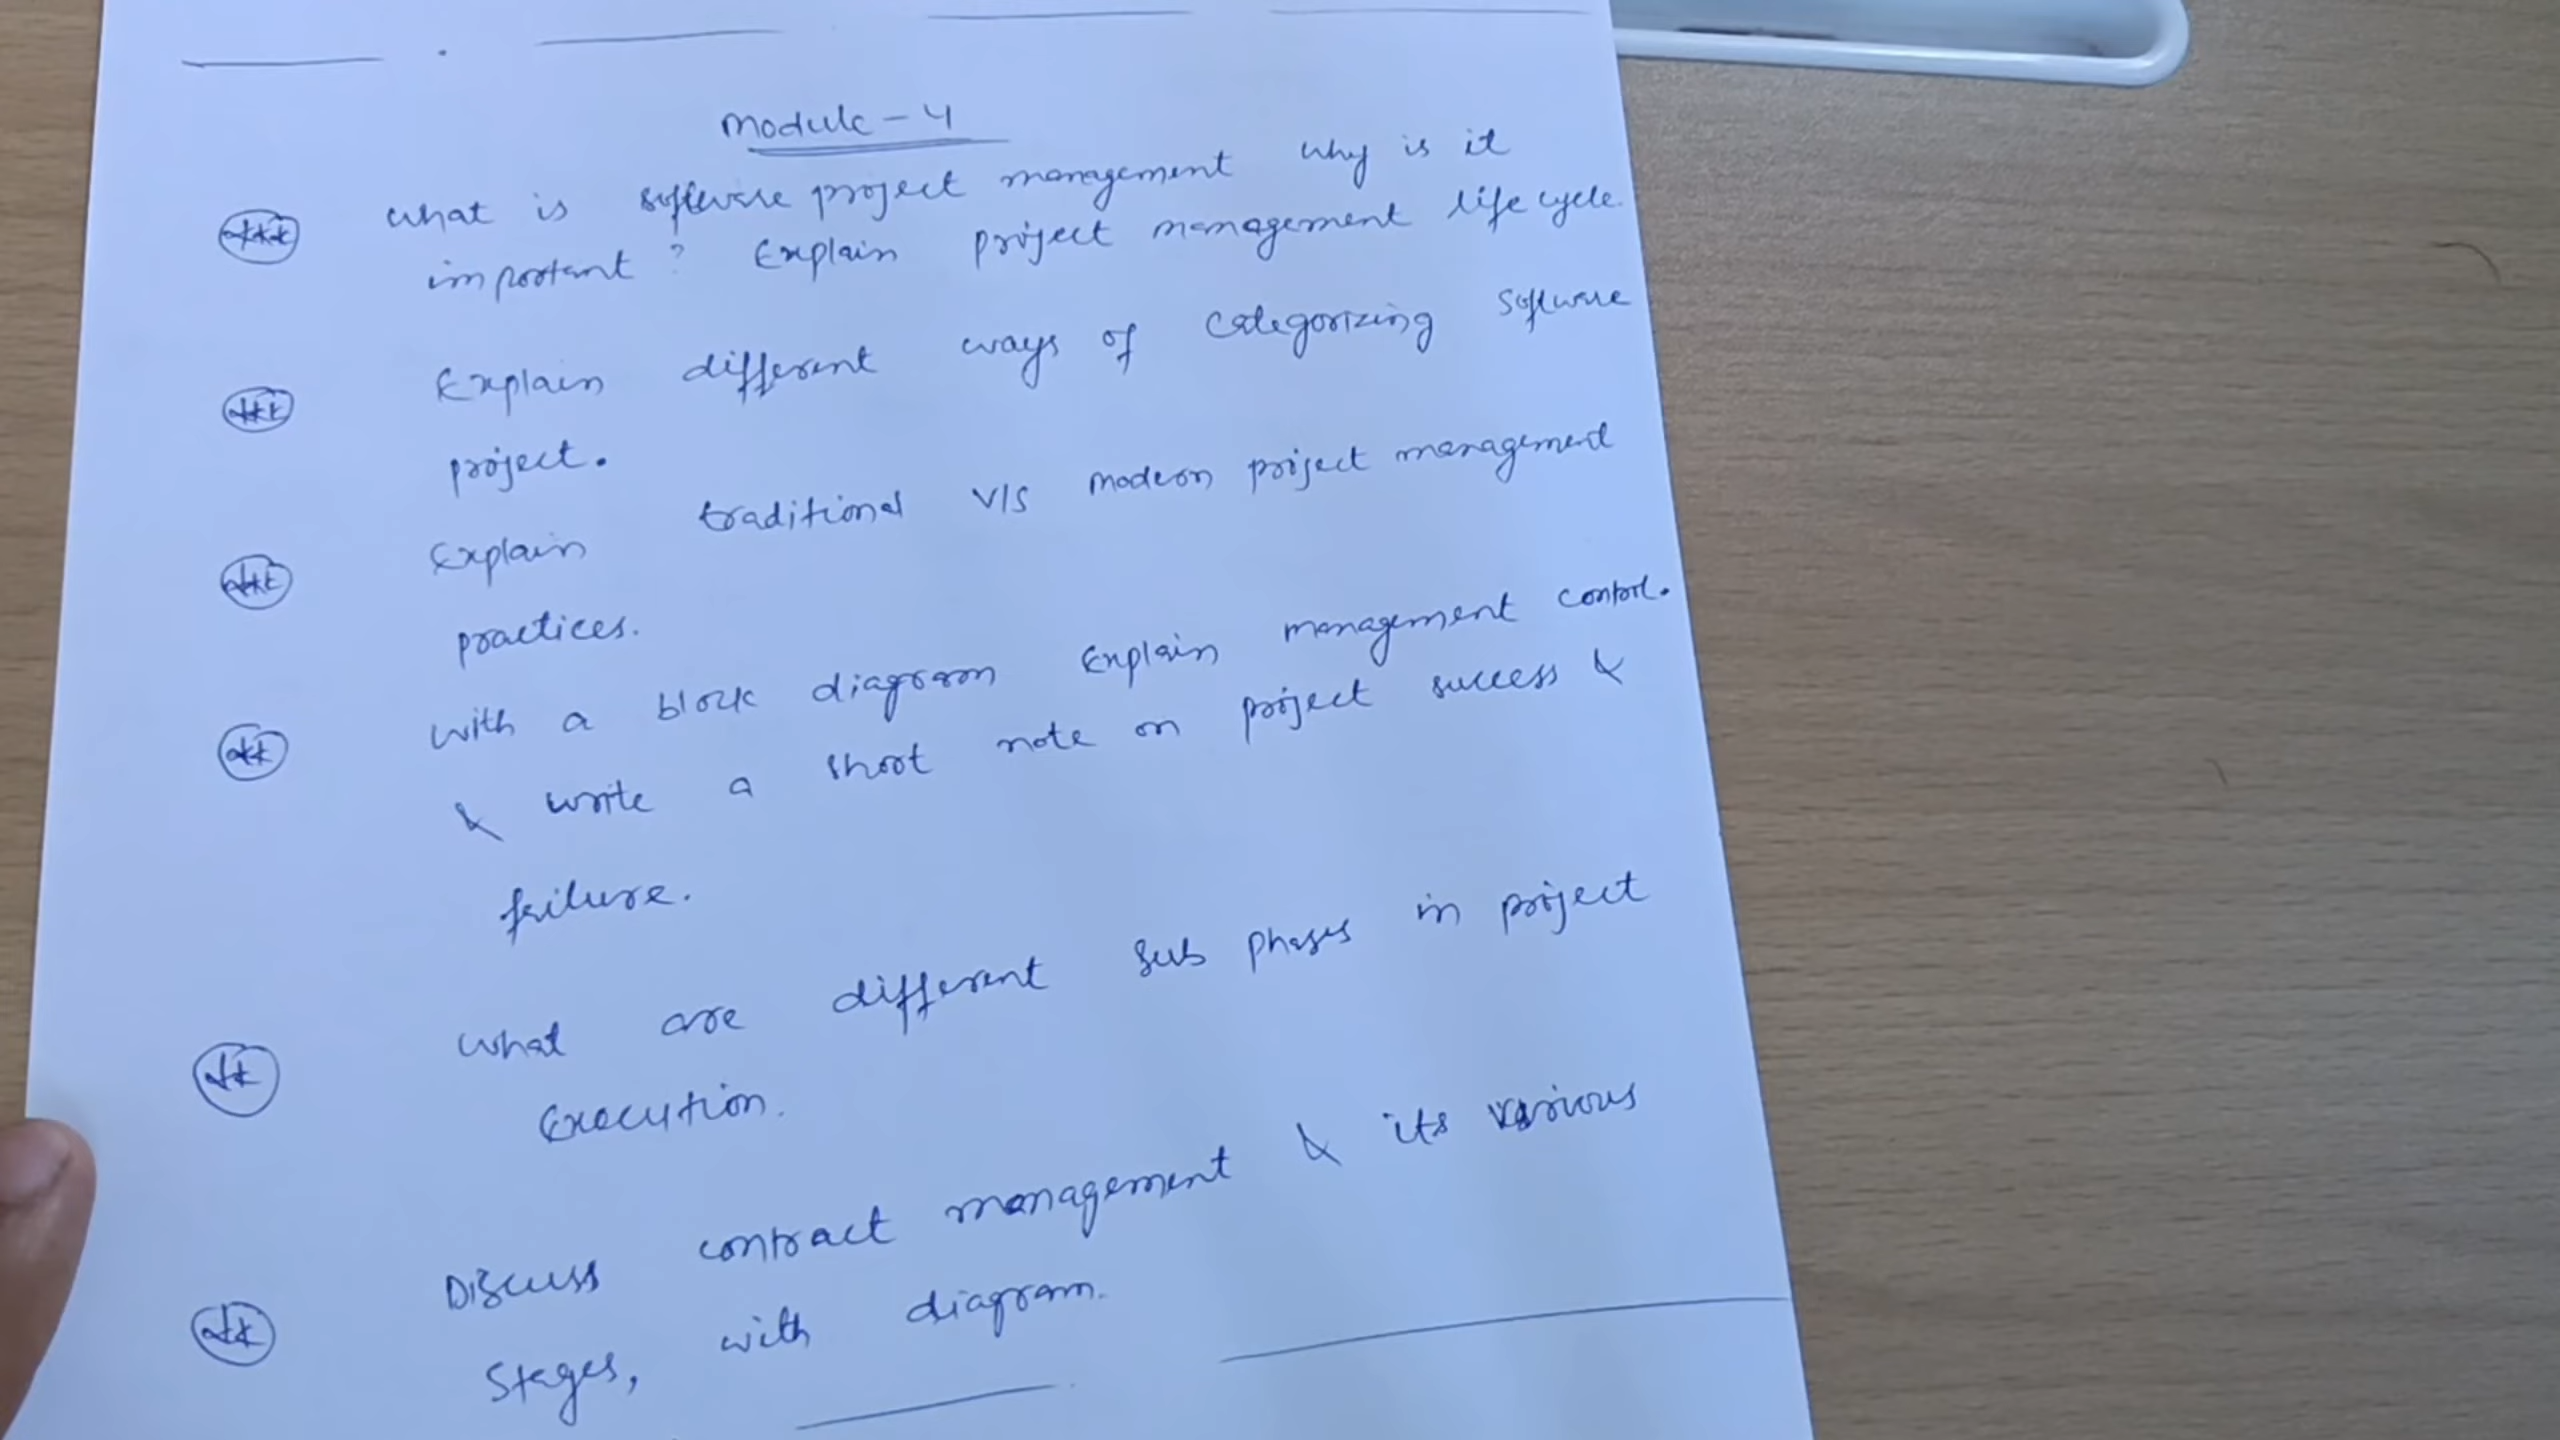 Module - 4
*** What is software project management why is it
important? Explain project management life cycle.
*** Explain different ways of categorizing software
project.
*** Explain traditional v/s modern project management
practices.
** With a block diagram explain management control.
& write a short note on project success &
failure.
** What are different sub phases in project
Execution.
** Discuss contract management & its various
stages, with diagram.